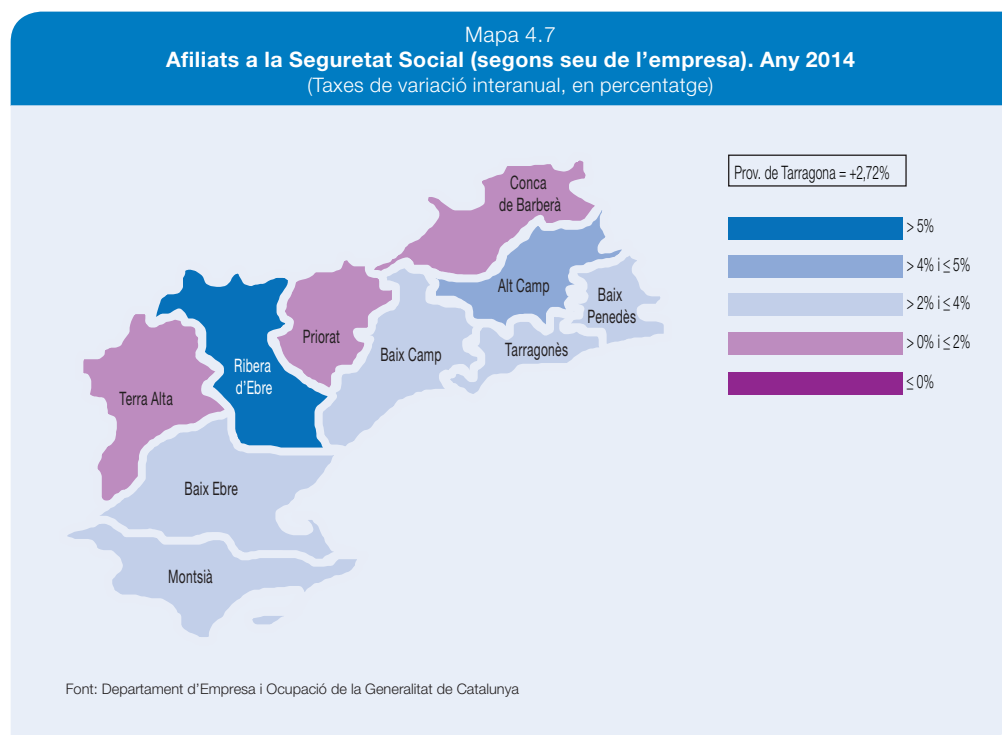 Mapa 4.7
Afiliats a la Seguretat Social (segons seu de l'empresa). Any 2014
(Taxes de variació interanual, en percentatge)
Prov. de Tarragona = +2,72%
> 5%
> 4% i ≤ 5%
> 2% i ≤ 4%
> 0% i ≤ 2%
≤ 0%
Conca
de Barberà
Alt Camp
Baix
Penedès
Priorat
Baix Camp
Tarragonès
Ribera
d'Ebre
Terra Alta
Baix Ebre
Montsià
Font: Departament d'Empresa i Ocupació de la Generalitat de Catalunya